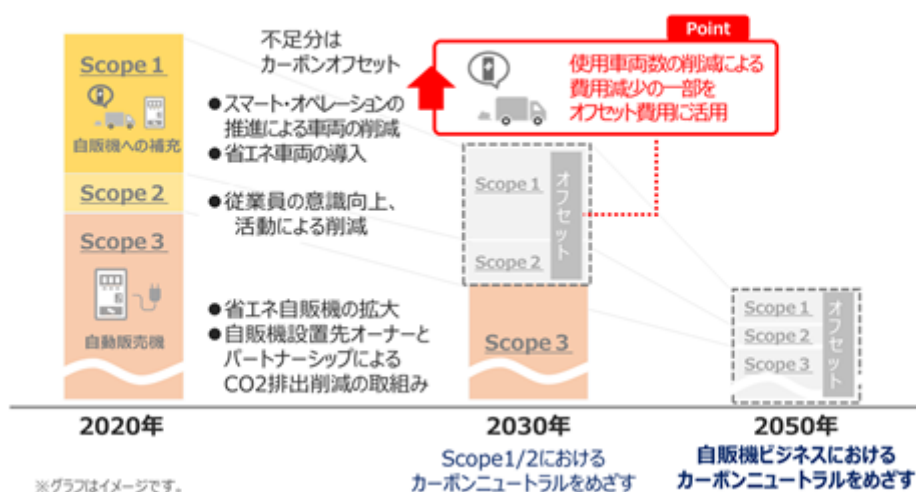 Scope 1
自販機への補充
Scope 2
Scope 3
自動販売機
不足分は
カーボンオフセット
●スマート・オペレーションの
推進による車両の削減
●省エネ車両の導入
●従業員の意識向上、
活動による削減
●省エネ自販機の拡大
●自販機設置先オーナーと
パートナーシップによる
CO2排出削減の取組み
Point
使用車両数の削減による
費用減少の一部を
オフセット費用に活用
Scope 1
Scope 2
オフセット
Scope 3
Scope 1
Scope 2
Scope 3
オフセット
2020年
2030年
2050年
Scope1/2における
カーボンニュートラルをめざす
自販機ビジネスにおける
カーボンニュートラルをめざす
※グラフはイメージです。